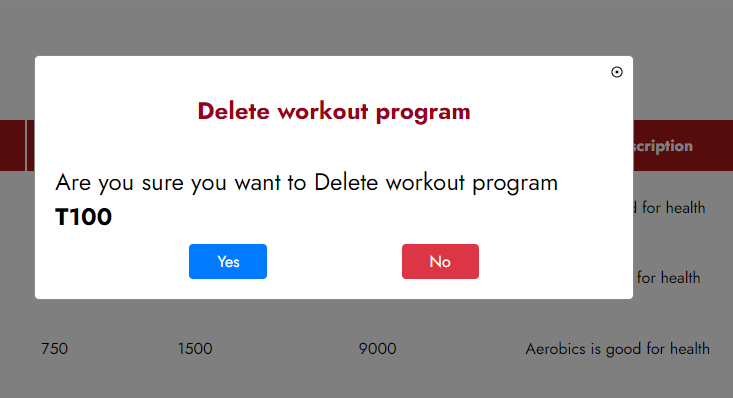 Delete workout program
scription
Are you sure you want to Delete workout program
T100
for health
Yes
No
for health
750 1500 9000 Aerobics is good for health